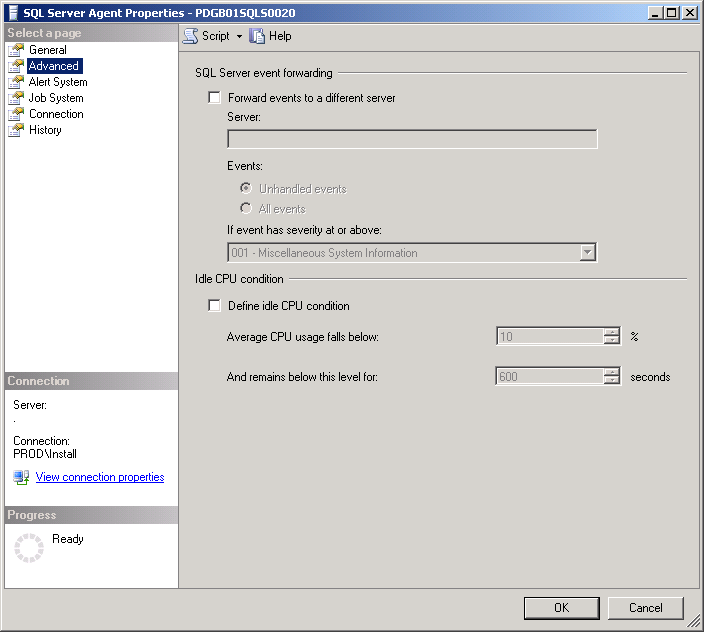 SQL Server Agent Properties - PDGB01SQLS0020
Select a page
General
Advanced
Alert System
Job System
Connection
History
Script
Help
SQL Server event forwarding
Forward events to a different server
Server:
Events:
Unhandled events
All events
If event has severity at or above:
001 - Miscellaneous System Information
Idle CPU condition
Define idle CPU condition
Average CPU usage falls below:
10
%
And remains below this level for:
600
seconds
Connection
Server:
.
Connection:
PROD\Install
View connection properties
Progress
Ready
OK
Cancel